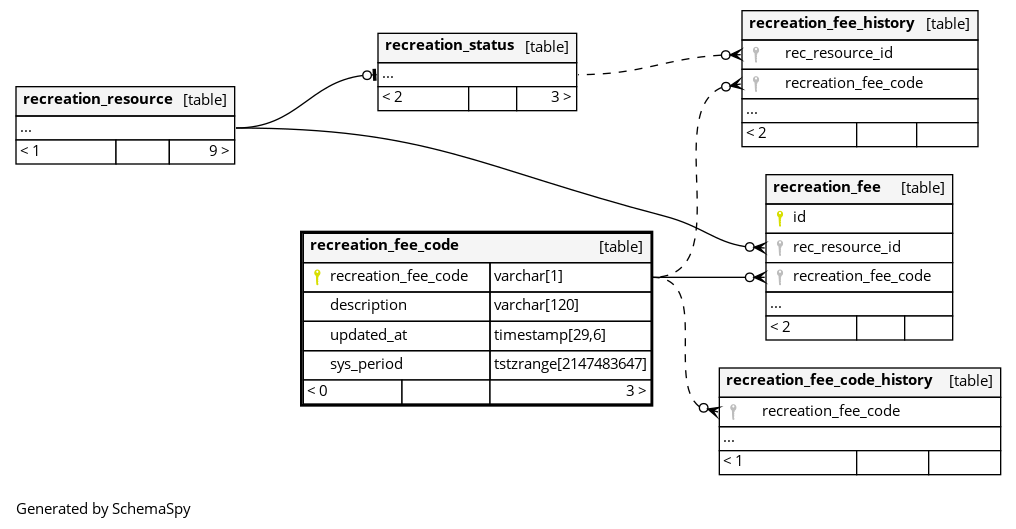 recreation_fee_history [table]
rec_resource_id
recreation_fee_code
...
< 2
recreation_status [table]
...
< 2 3 >
recreation_resource [table]
...
< 1 9 >
recreation_fee [table]
id
rec_resource_id
recreation_fee_code
...
< 2
recreation_fee_code [table]
recreation_fee_code varchar[1]
description varchar[120]
updated_at timestamp[29,6]
sys_period tstzrange[2147483647]
< 0 3 >
recreation_fee_code_history [table]
recreation_fee_code
...
< 1
Generated by SchemaSpy